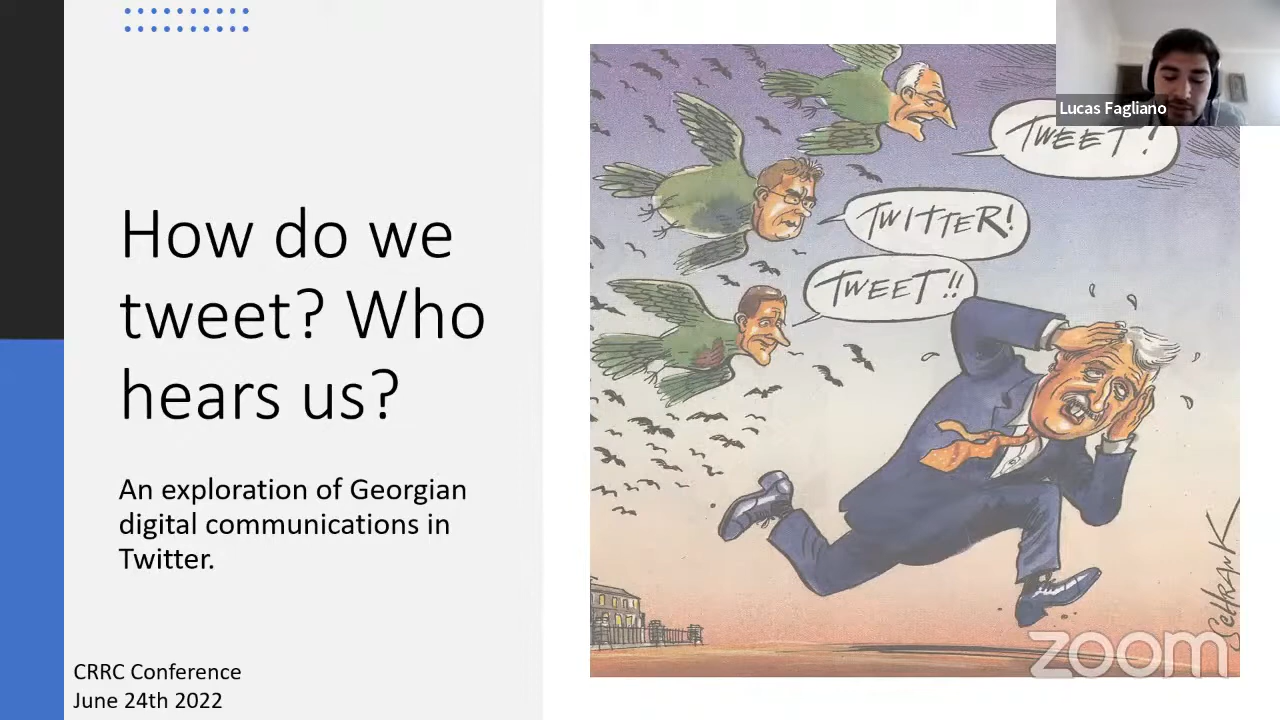 How do we
tweet? Who
hears us?
An exploration of Georgian
digital communications in
Twitter.
CRRC Conference
June 24th 2022
Lucas Fagliano
TWEET!
TWITTER!
TWEET!!
SCHRANK
zoom